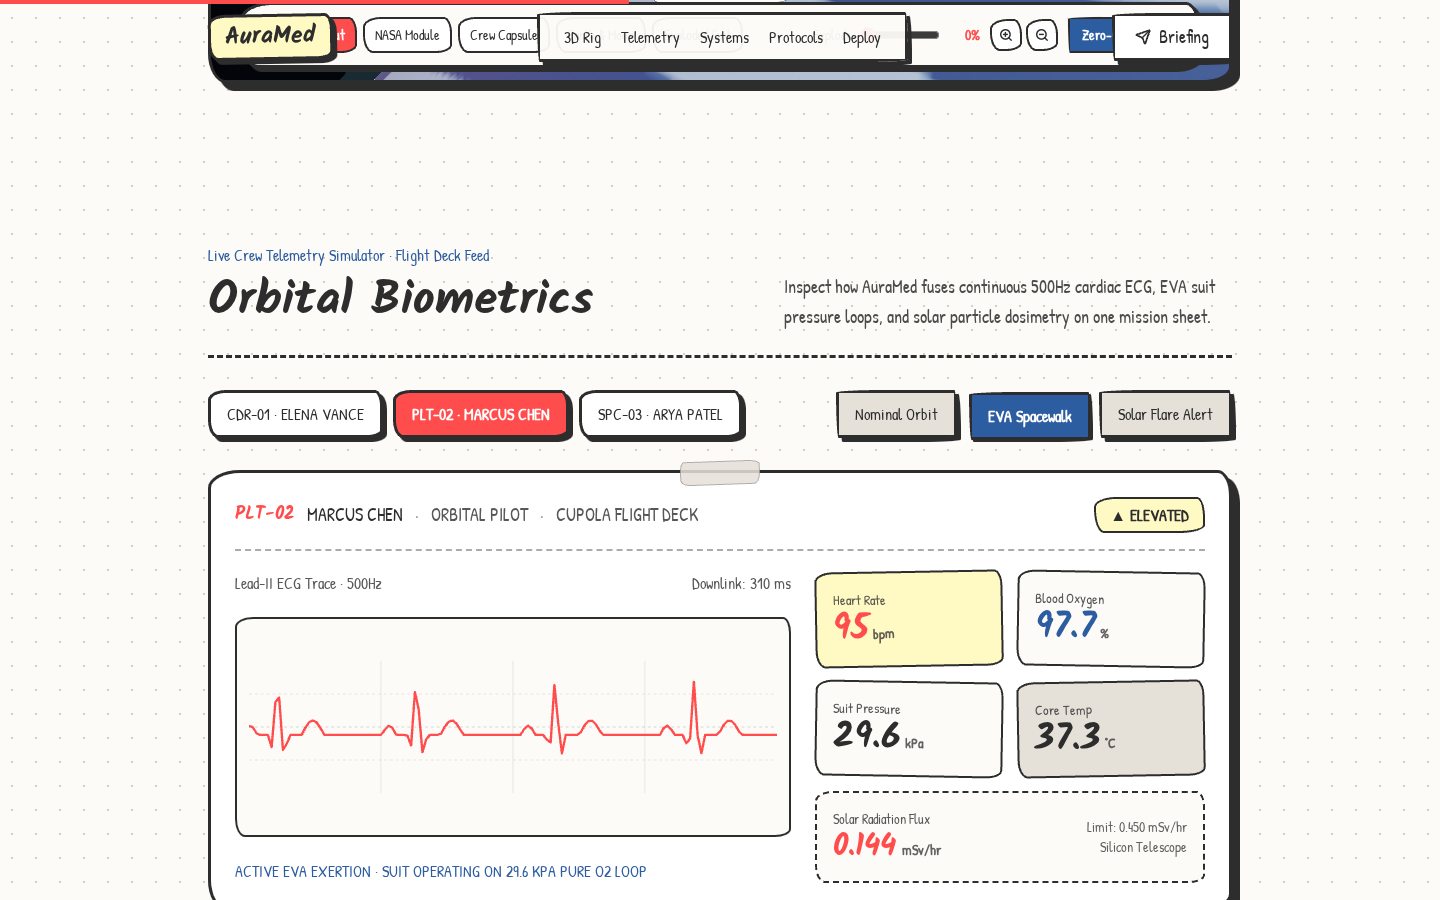 AuraMed
NASA Module
Crew Capsule
3D Rig
Telemetry
Systems
Protocols
Deploy
0%
Zero-
Briefing
Live Crew Telemetry Simulator · Flight Deck Feed
Orbital Biometrics
Inspect how AuraMed fuses continuous 500Hz cardiac ECG, EVA suit
pressure loops, and solar particle dosimetry on one mission sheet.
CDR-01 · ELENA VANCE
PLT-02 · MARCUS CHEN
SPC-03 · ARYA PATEL
Nominal Orbit
EVA Spacewalk
Solar Flare Alert
PLT-02 MARCUS CHEN · ORBITAL PILOT · CUPOLA FLIGHT DECK
▲ ELEVATED
Lead-II ECG Trace · 500Hz
Downlink: 310 ms
Heart Rate
95 bpm
Blood Oxygen
97.7 %
Suit Pressure
29.6 kPa
Core Temp
37.3 °C
Solar Radiation Flux
0.144 mSv/hr
Limit: 0.450 mSv/hr
Silicon Telescope
ACTIVE EVA EXERTION · SUIT OPERATING ON 29.6 KPA PURE O2 LOOP